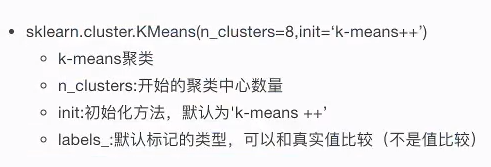 sklearn.cluster.KMeans(n_clusters=8,init=‘k-means++’)
k-means聚类
n_clusters:开始的聚类中心数量
init:初始化方法，默认为'k-means ++’
labels_:默认标记的类型，可以和真实值比较（不是值比较）